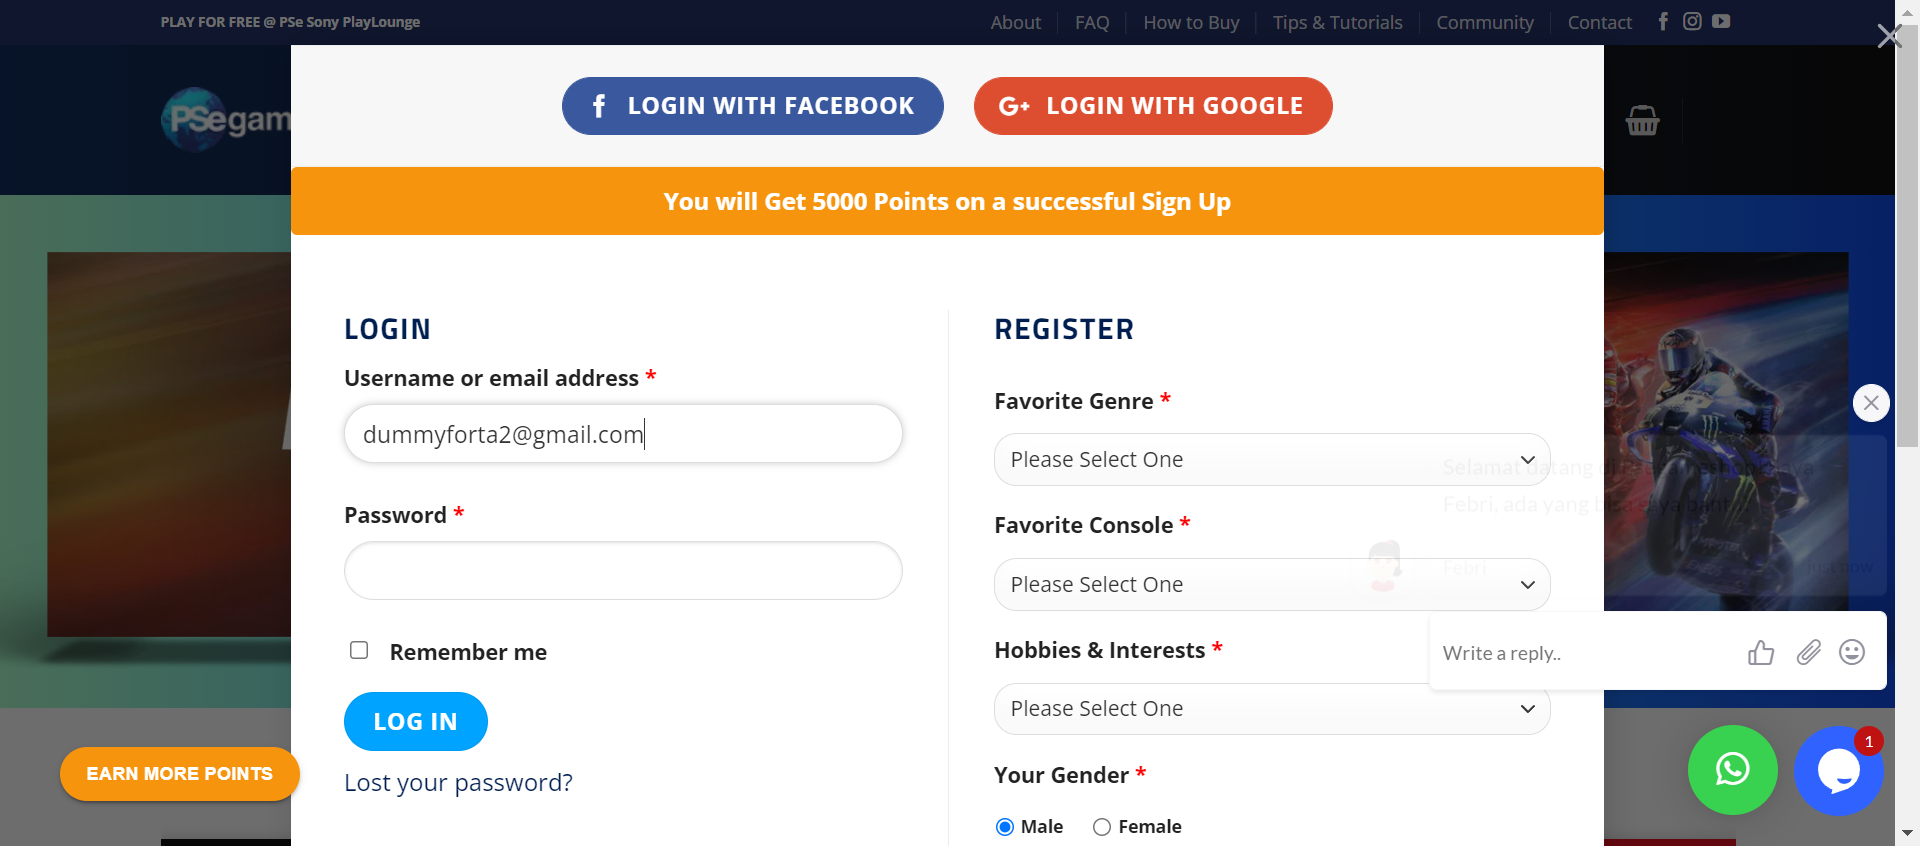 PLAY FOR FREE @ PSe Sony PlayLounge
About
FAQ
How to Buy
Tips & Tutorials
Community
Contact
PSegam
LOGIN WITH FACEBOOK
G+ LOGIN WITH GOOGLE
You will Get 5000 Points on a successful Sign Up
LOGIN
Username or email address *
dummyforta2@gmail.com
Password *
Remember me
LOG IN
Lost your password?
EARN MORE POINTS
REGISTER
Favorite Genre *
Please Select One
Favorite Console *
Please Select One
Hobbies & Interests *
Please Select One
Your Gender *
Male
Female
Selamat datang di
Febri. ada yang bisa saya
Febri
JUST NOW
Write a reply..
1